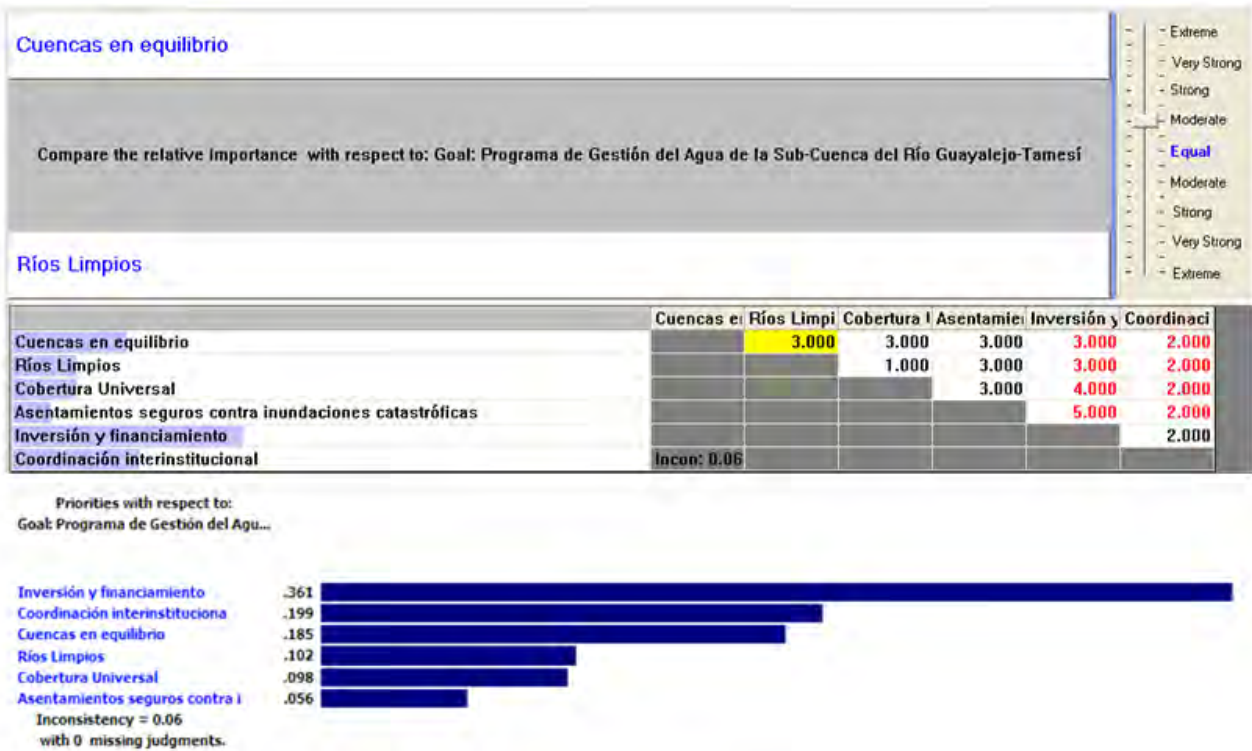 Cuencas en equilibrio
Compare the relative importance with respect to: Goal: Programa de Gestión del Agua de la Sub-Cuenca del Río Guayalejo-Tamesí
Ríos Limpios
Extreme
Very Strong
Strong
Moderate
Equal
Moderate
Strong
Very Strong
Extreme
Cuencas e Ríos Limpi Cobertura Asentamie Inversión y Coordinaci
Cuencas en equilibrio 3.000 3.000 3.000 3.000 2.000
Ríos Limpios 1.000 3.000 3.000 2.000
Cobertura Universal 3.000 4.000 2.000
Asentamientos seguros contra inundaciones catastróficas 5.000 2.000
Inversión y financiamiento 2.000
Coordinación interinstitucional Incon: 0.06
Priorities with respect to:
Goal: Programa de Gestión del Agu...
Inversión y financiamiento .361
Coordinación interinstituciona .199
Cuencas en equilibrio .185
Ríos Limpios .102
Cobertura Universal .098
Asentamientos seguros contra i .056
Inconsistency = 0.06
with 0 missing judgments.